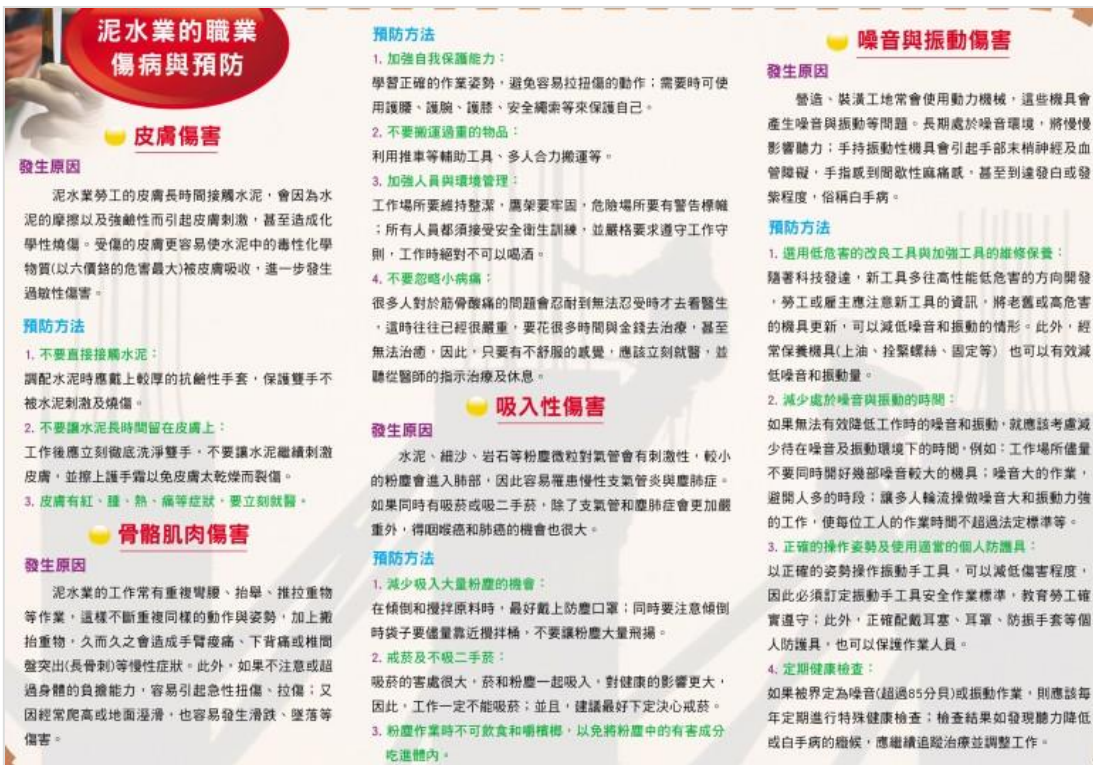 泥水業的職業
傷病與預防
皮膚傷害
發生原因
泥水業勞工的皮膚長時間接觸水泥，會因為水
泥的摩擦以及強鹼性而引起皮膚刺激，甚至造成化
學性燒傷。受傷的皮膚更容易使水泥中的毒性化學
物質(以六價鉻的危害最大)被皮膚吸收，進一步發生
過敏性傷害。
預防方法
1. 不要直接接觸水泥：
調配水泥時應戴上較厚的抗鹼性手套，保護雙手不
被水泥刺激及燒傷。
2. 不要讓水泥長時間留在皮膚上：
工作後應立刻徹底洗淨雙手，不要讓水泥繼續刺激
皮膚，並擦上護手霜以免皮膚太乾燥而裂傷。
3. 皮膚有紅、腫、熱、痛等症狀，要立刻就醫。
骨骼肌肉傷害
發生原因
泥水業的工作常有重複彎腰、抬舉、推拉重物
等作業，這樣不斷重複同樣的動作與姿勢，加上搬
抬重物，久而久之會造成手臂痠痛、下背痛或椎間
盤突出(長骨刺)等慢性症狀。此外，如果不注意或超
過身體的負擔能力，容易引起急性扭傷、拉傷；又
因經常爬高或地面溼滑，也容易發生滑跌、墜落等
傷害。
預防方法
1. 加強自我保護能力：
學習正確的作業姿勢，避免容易拉扭傷的動作；需要時可使
用護腰、護腕、護膝、安全繩索等來保護自己。
2. 不要搬運過重的物品：
利用推車等輔助工具、多人合力搬運等。
3. 加強人員與環境管理：
工作場所要維持整潔，鷹架要牢固，危險場所要有警告標幟
；所有人員都須接受安全衛生訓練，並嚴格要求遵守工作守
則，工作時絕對不可以喝酒。
4. 不要忽略小病痛：
很多人對於筋骨酸痛的問題會忍耐到無法忍受時才去看醫生
，這時往往已經很嚴重，要花很多時間與金錢去治療，甚至
無法治癒，因此，只要有不舒服的感覺，應該立刻就醫，並
聽從醫師的指示治療及休息。
吸入性傷害
發生原因
水泥、細沙、岩石等粉塵微粒對氣管會有刺激性，較小
的粉塵會進入肺部，因此容易罹患慢性支氣管炎與塵肺症。
如果同時有吸菸或吸二手菸，除了支氣管和塵肺症會更加嚴
重外，得咽喉癌和肺癌的機會也很大。
預防方法
1. 減少吸入大量粉塵的機會：
在傾倒和攪拌原料時，最好戴上防塵口罩；同時要注意傾倒
時袋子要儘量靠近攪拌桶，不要讓粉塵大量飛揚。
2. 戒菸及不吸二手菸：
吸菸的害處很大，菸和粉塵一起吸入，對健康的影響更大，
因此，工作一定不能吸菸；並且，建議最好下定決心戒菸。
3. 粉塵作業時不可飲食和嚼檳榔，以免將粉塵中的有害成分
吃進體內。
噪音與振動傷害
發生原因
營造、裝潢工地常會使用動力機械，這些機具會
產生噪音與振動等問題。長期處於噪音環境，將慢慢
影響聽力；手持振動性機具會引起手部末梢神經及血
管障礙，手指感到間歇性麻痛感，甚至到達發白或發
紫程度，俗稱白手病。
預防方法
1. 選用低危害的改良工具與加強工具的維修保養：
隨著科技發達，新工具多往高性能低危害的方向開發
，勞工或雇主應注意新工具的資訊，將老舊或高危害
的機具更新，可以減低噪音和振動的情形。此外，經
常保養機具(上油、拴緊螺絲、固定等) 也可以有效減
低噪音和振動量。
2. 減少處於噪音與振動的時間：
如果無法有效降低工作時的噪音和振動，就應該考慮減
少待在噪音及振動環境下的時間，例如：工作場所儘量
不要同時開好幾部噪音較大的機具；噪音大的作業，
避開人多的時段；讓多人輪流操做噪音大和振動力強
的工作，使每位工人的作業時間不超過法定標準等。
3. 正確的操作姿勢及使用適當的個人防護具：
以正確的姿勢操作振動手工具，可以減低傷害程度，
因此必須訂定振動手工具安全作業標準，教育勞工確
實遵守；此外，正確配戴耳塞、耳罩、防振手套等個
人防護具，也可以保護作業人員。
4. 定期健康檢查：
如果被界定為噪音(超過85分貝)或振動作業，則應該每
年定期進行特殊健康檢查；檢查結果如發現聽力降低
或白手病的癥候，應繼續追蹤治療並調整工作。